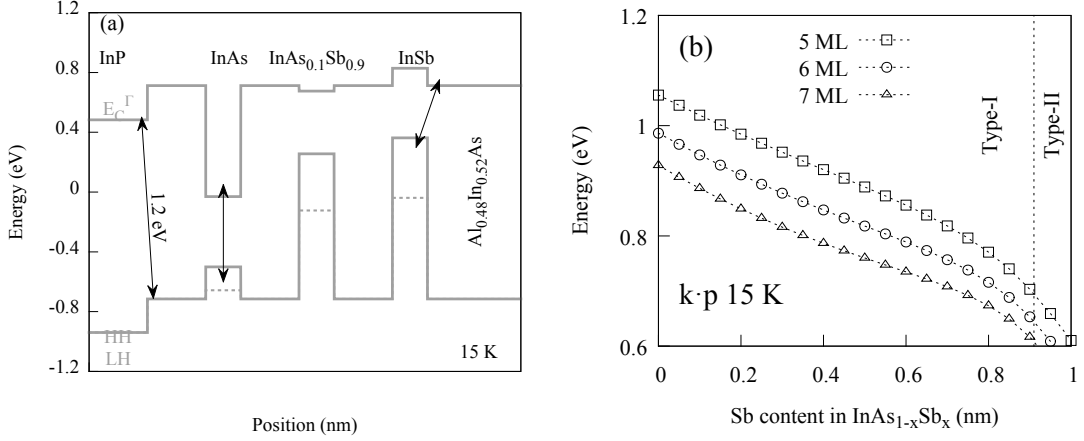 (a)
InP
InAs
InAs0.1Sb0.9
InSb
EC Γ
1.2 eV
Al0.48In0.52As
HH
LH
15 K
1.2
0.8
0.4
0
-0.4
-0.8
-1.2
Energy (eV)
Position (nm)
(b)
5 ML
6 ML
7 ML
Type-I
Type-II
k·p 15 K
1.2
1
0.8
0.6
Energy (eV)
0
0.2
0.4
0.6
0.8
1
Sb content in InAs1-xSbx (nm)